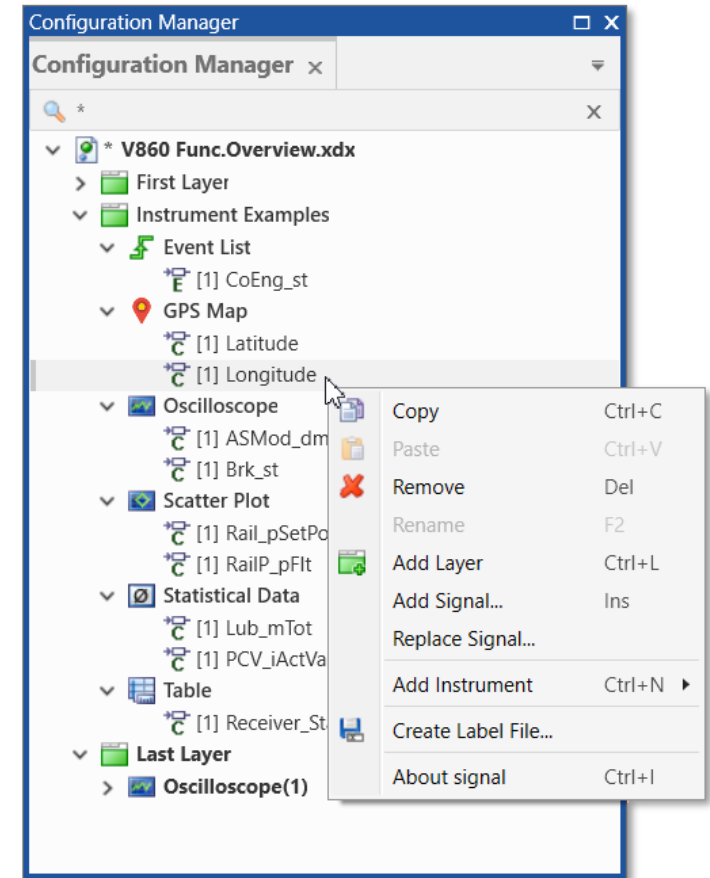 Configuration Manager
Configuration Manager
*
* V860 Func.Overview.xdx
First Layer
Instrument Examples
Event List
E [1] CoEng_st
GPS Map
C [1] Latitude
C [1] Longitude
Oscilloscope
C [1] ASMod_dm
C [1] Brk_st
Scatter Plot
C [1] Rail_pSetPo
C [1] RailP_pFlt
Statistical Data
C [1] Lub_mTot
C [1] PCV_iActVa
Table
C [1] Receiver_St
Last Layer
Oscilloscope(1)
Copy Ctrl+C
Paste Ctrl+V
Remove Del
Rename F2
Add Layer Ctrl+L
Add Signal... Ins
Replace Signal...
Add Instrument Ctrl+N
Create Label File...
About signal Ctrl+I